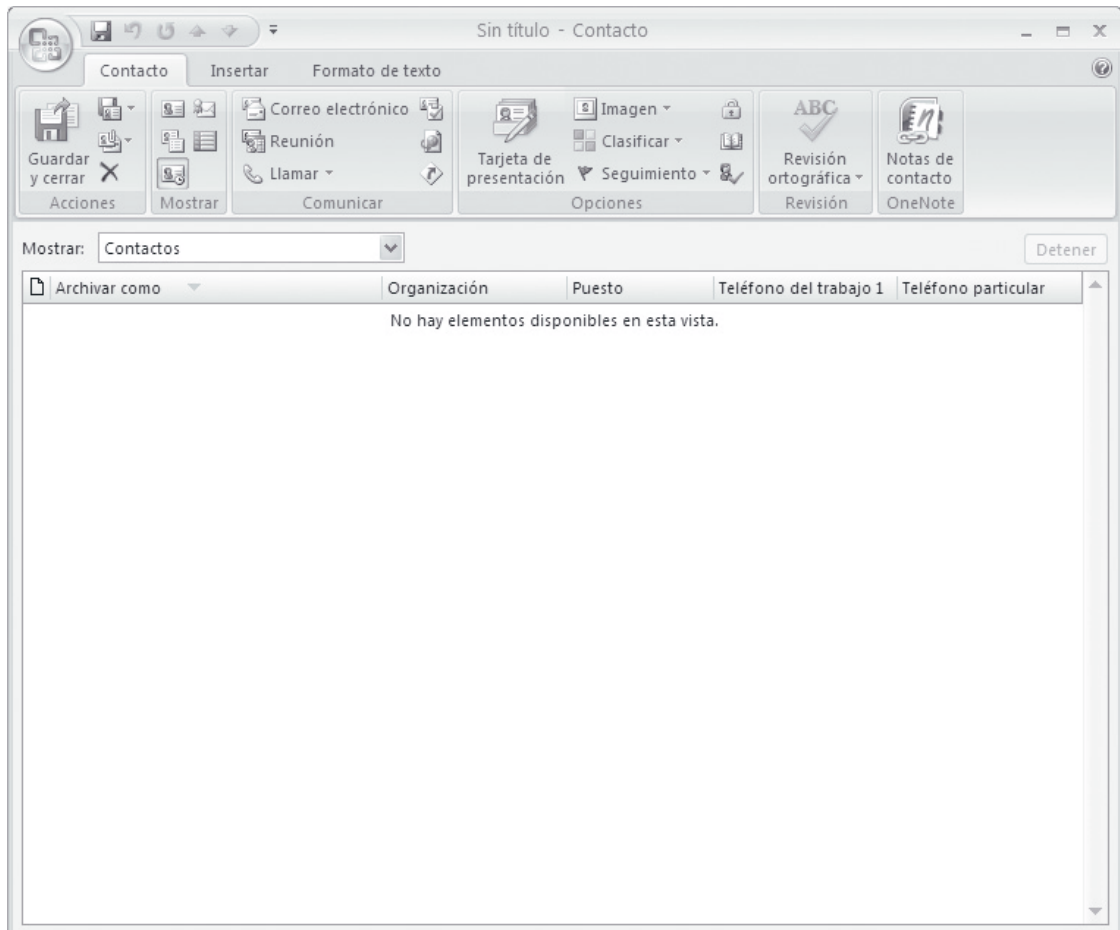 Sin título - Contacto
Contacto Insertar Formato de texto
Guardar y cerrar
Acciones
Mostrar
Correo electrónico
Reunión
Llamar
Comunicar
Tarjeta de presentación
Imagen
Clasificar
Seguimiento
Opciones
ABC
Revisión ortográfica
Revisión
Notas de contacto
OneNote
Mostrar: Contactos Detener
Archivar como Organización Puesto Teléfono del trabajo 1 Teléfono particular
No hay elementos disponibles en esta vista.